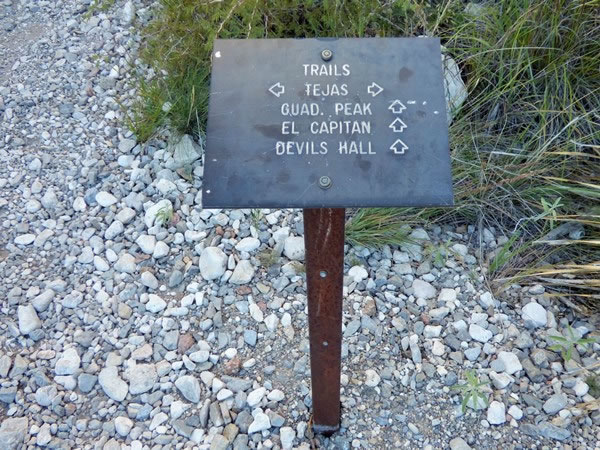 TRAILS
⇦ TEJAS ⇨
GUAD. PEAK ⇧
EL CAPITAN ⇧
DEVILS HALL ⇧